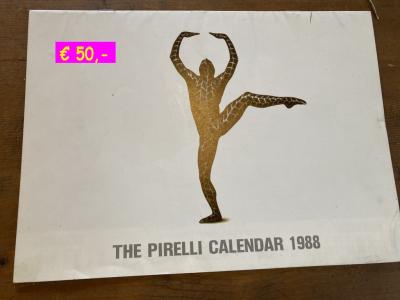 € 50,-
THE PIRELLI CALENDAR 1988